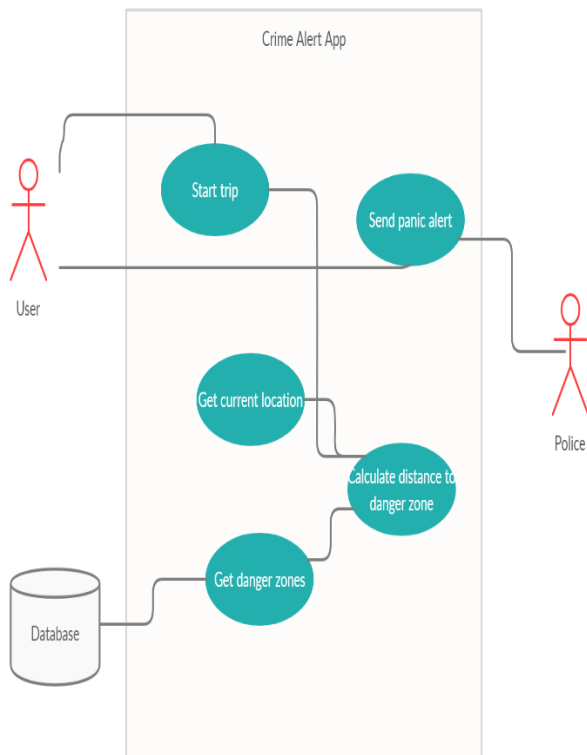 Crime Alert App
Start trip
Send panic alert
User
Get current location
Police
Calculate distance to
danger zone
Get danger zones
Database